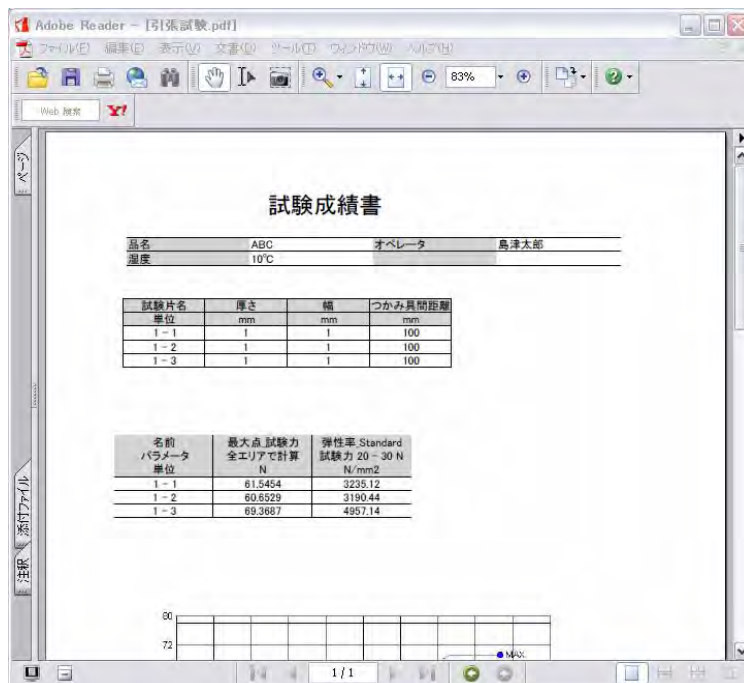 Adobe Reader - [引張試験.pdf]
ファイル(F) 編集(E) 表示(V) 文書(D) ツール(T) ウィンドウ(W) ヘルプ(H)
83%
Web 検索 Y!
ページ
添付ファイル
注釈
試験成績書
品名 ABC オペレータ 島津太郎
湿度 10℃
試験片名 厚さ 幅 つかみ具間距離
単位 mm mm mm
1 - 1 1 1 100
1 - 2 1 1 100
1 - 3 1 1 100
名前 最大点_試験力 弾性率_Standard
パラメータ 全エリアで計算 試験力 20 - 30 N
単位 N N/mm2
1 - 1 61.5454 3235.12
1 - 2 60.6529 3190.44
1 - 3 69.3687 4957.14
80
72
MAX
1/1